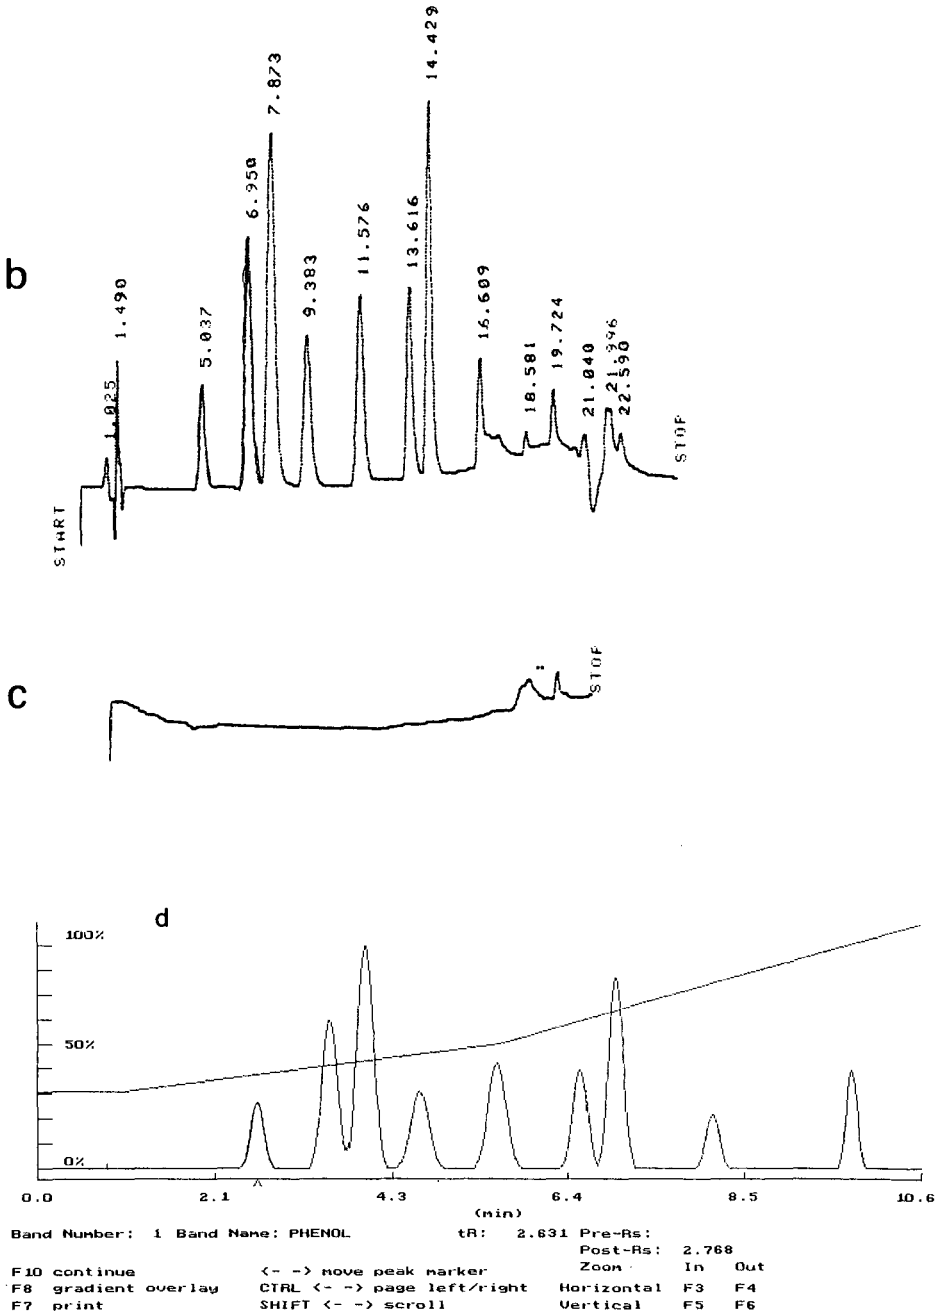 b
1.025
1.490
5.037
6.950
7.873
9.383
11.576
13.616
14.429
16.609
18.581
19.724
21.040
21.996
22.590
START
STOP
c
STOP
d
100%
50%
0%
0.0 2.1 4.3 6.4 8.5 10.6
(min)
Band Number: 1 Band Name: PHENOL tR: 2.631 Pre-Rs:
Post-Rs: 2.768
F10 continue <- -> move peak marker Zoom In Out
F8 gradient overlay CTRL <- -> page left/right Horizontal F3 F4
F7 print SHIFT <- -> scroll Vertical F5 F6